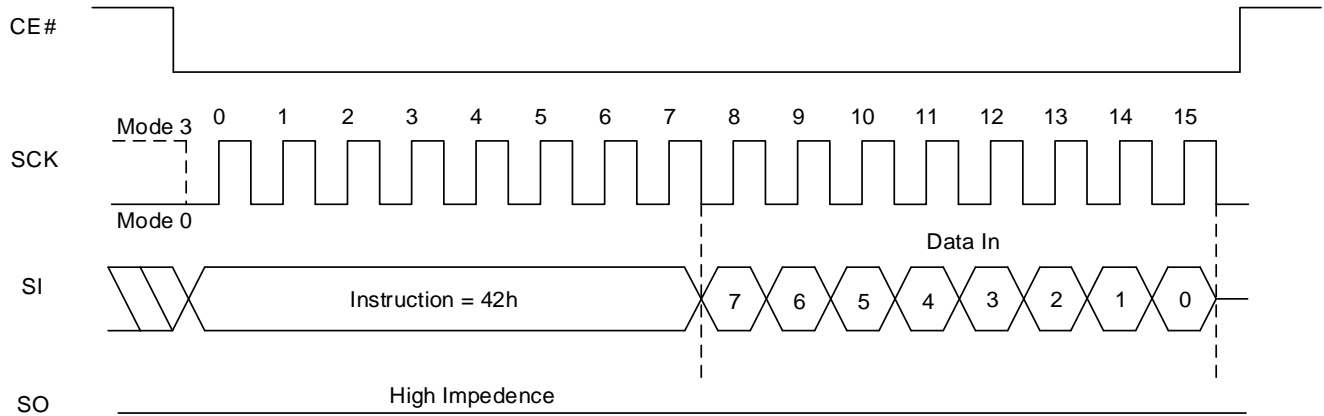 CE#
0 1 2 3 4 5 6 7 8 9 10 11 12 13 14 15
Mode 3
SCK
Mode 0
Data In
SI
Instruction = 42h
7 6 5 4 3 2 1 0
High Impedence
SO